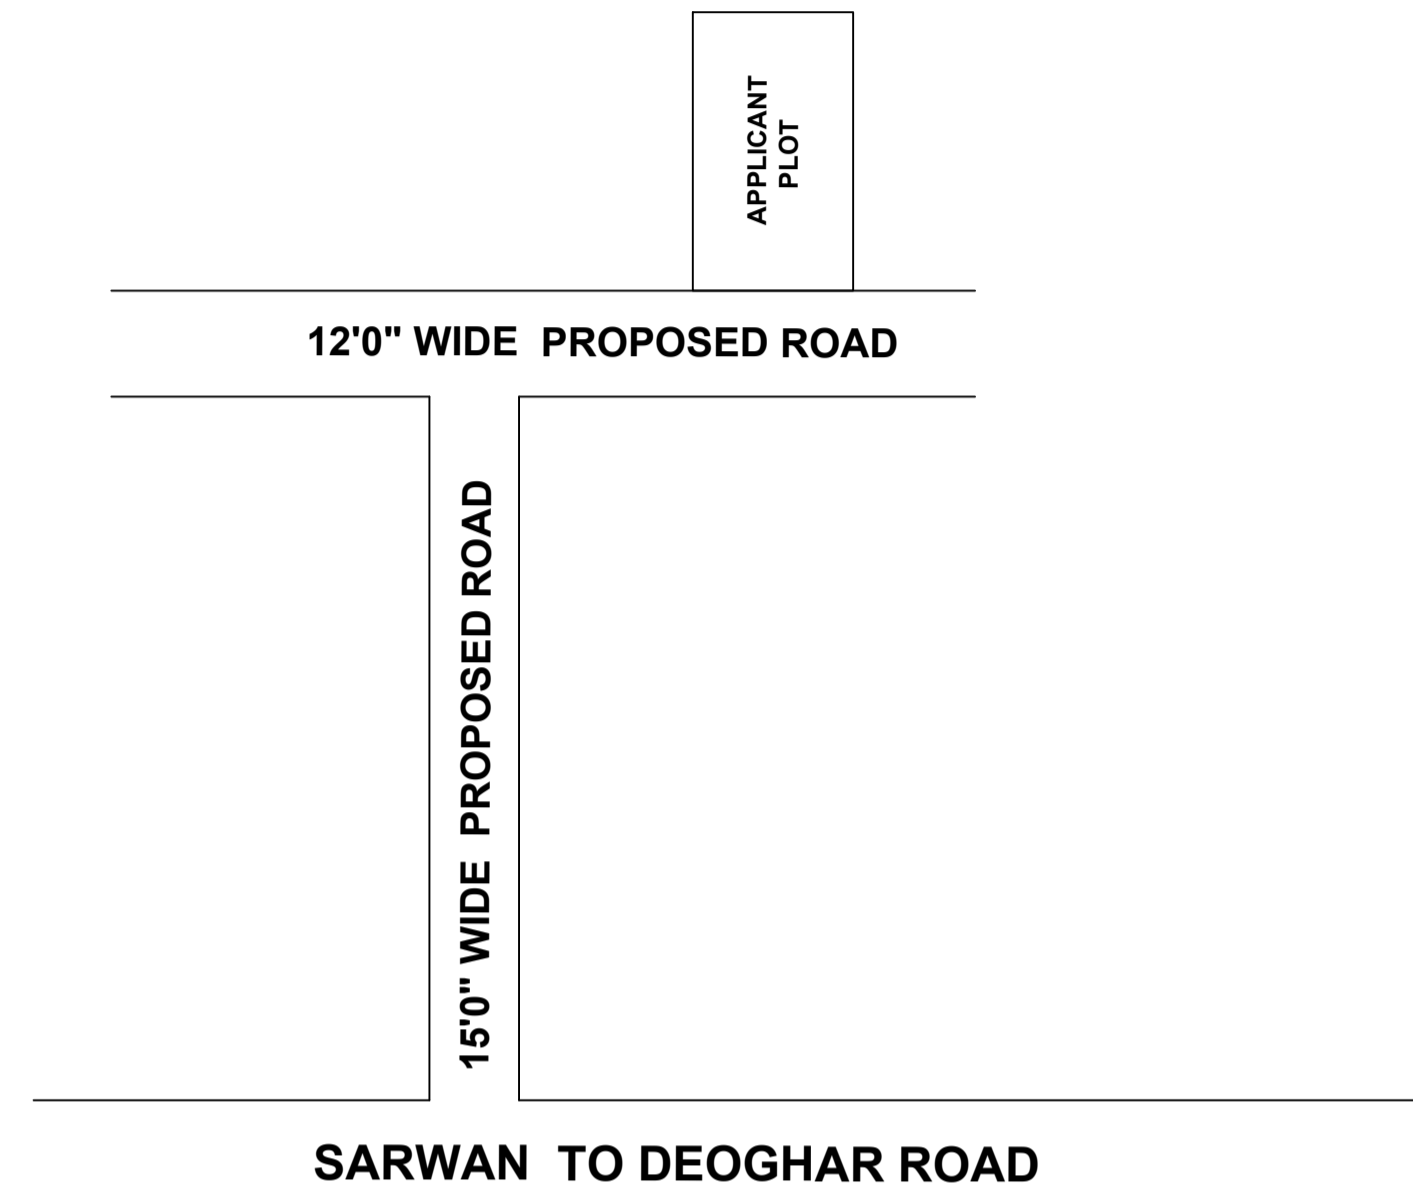 APPLICANT
PLOT
12'0" WIDE PROPOSED ROAD
15'0" WIDE PROPOSED ROAD
SARWAN TO DEOGHAR ROAD